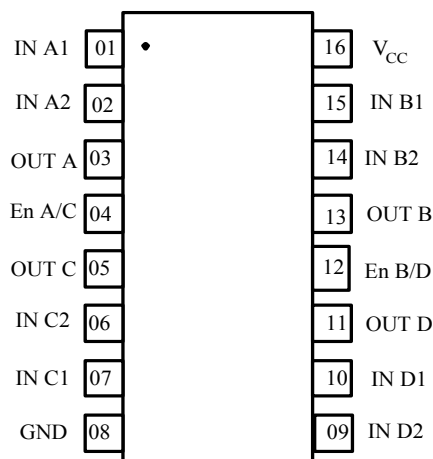 IN A1 01 16 VCC
IN A2 02 15 IN B1
OUT A 03 14 IN B2
En A/C 04 13 OUT B
OUT C 05 12 En B/D
IN C2 06 11 OUT D
IN C1 07 10 IN D1
GND 08 09 IN D2